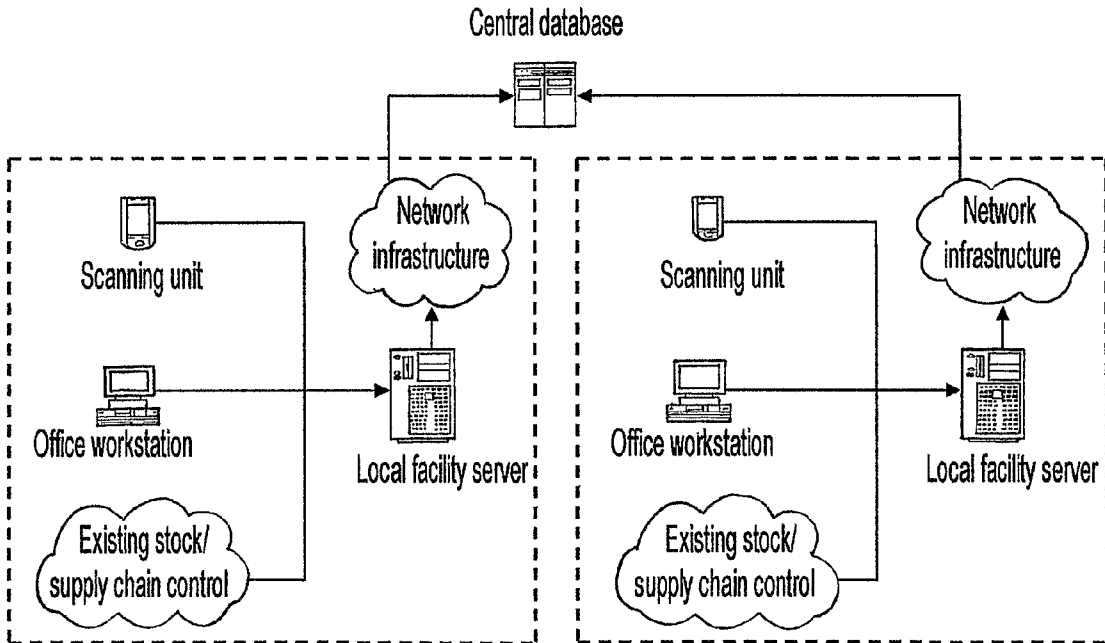 Central database
Network
infrastructure
Scanning unit
Office workstation
Local facility server
Existing stock/
supply chain control
Network
infrastructure
Scanning unit
Office workstation
Local facility server
Existing stock/
supply chain control